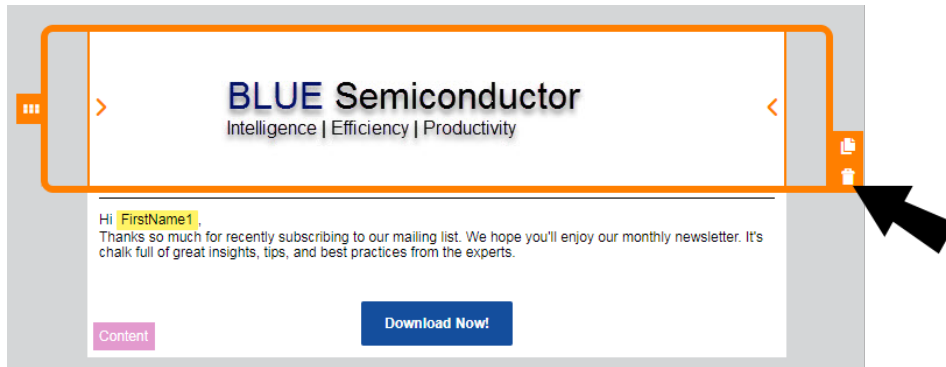 BLUE Semiconductor
Intelligence | Efficiency | Productivity
Hi FirstName1 ,
Thanks so much for recently subscribing to our mailing list. We hope you'll enjoy our monthly newsletter. It's
chalk full of great insights, tips, and best practices from the experts.
Download Now!
Content